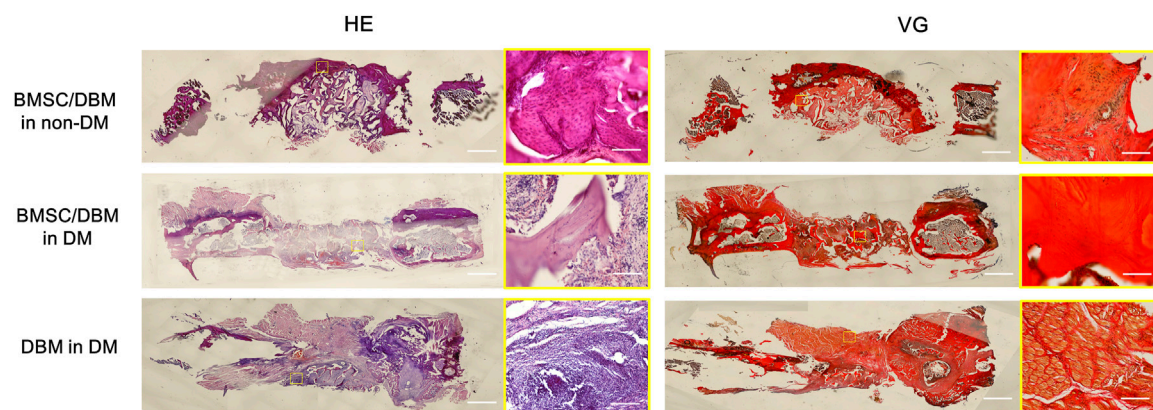 HE
VG
BMSC/DBM
in non-DM
BMSC/DBM
in DM
DBM in DM